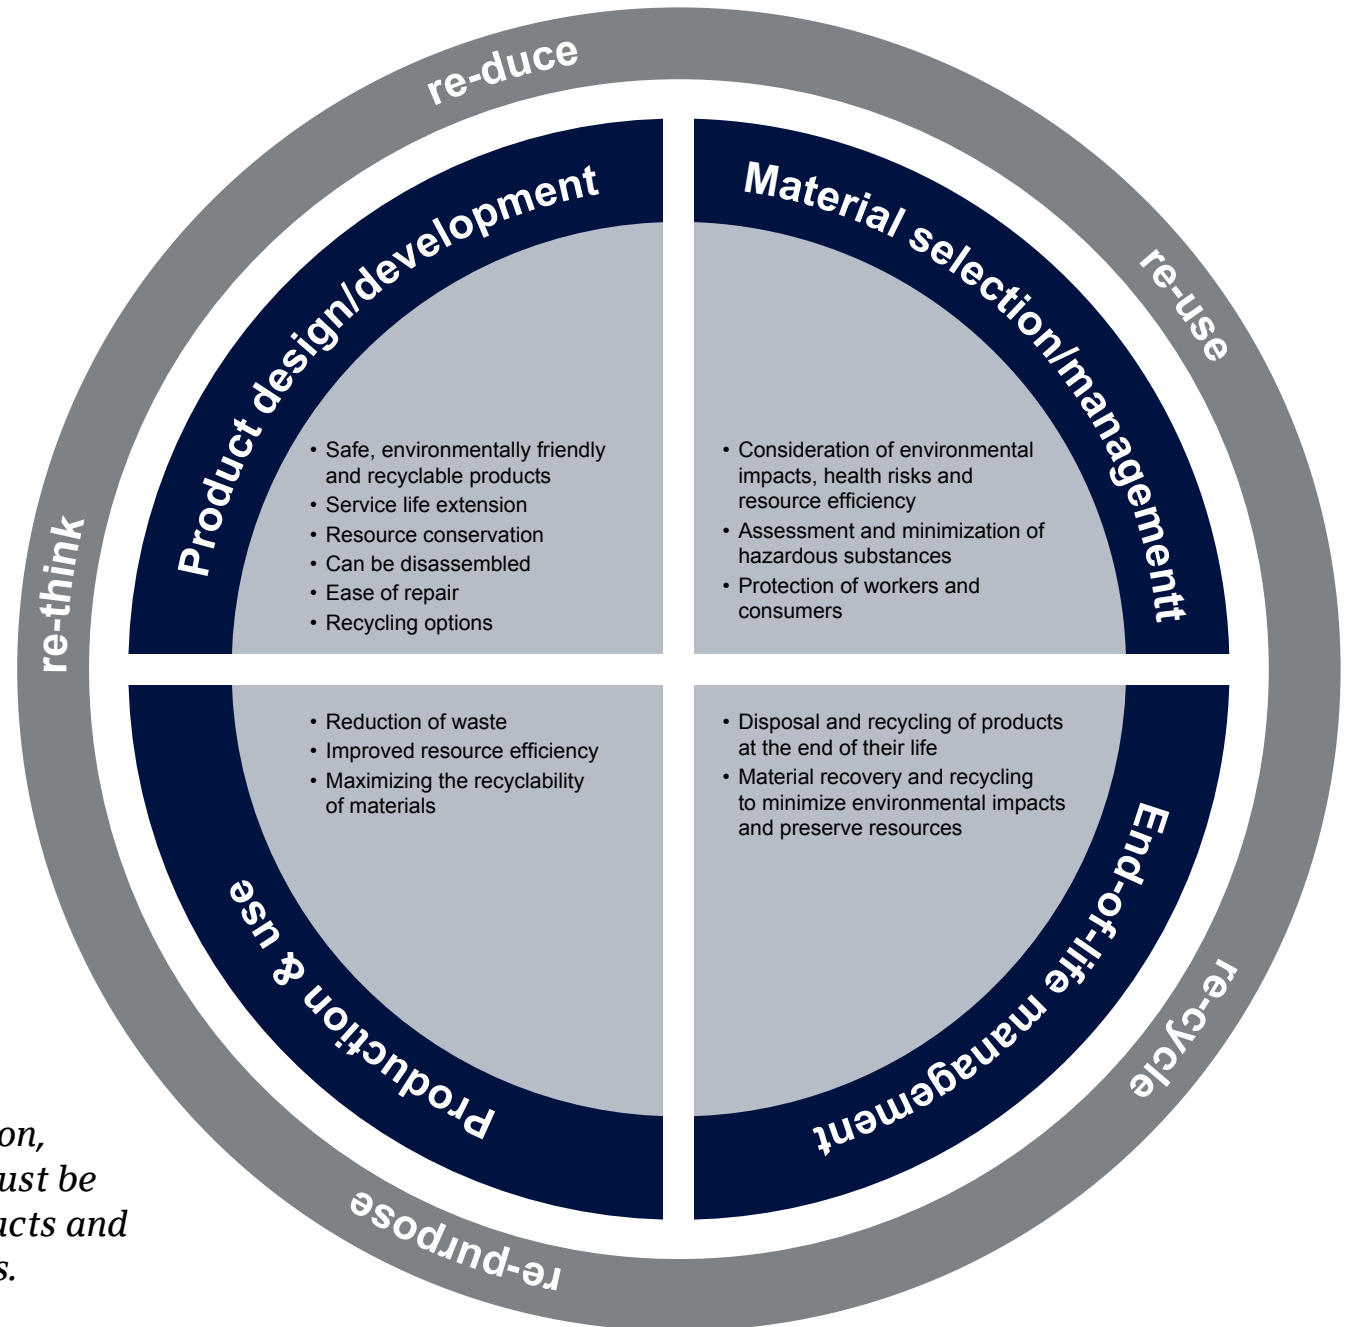 re-duce
re-use
re-think
re-cycle
re-purpose
Product design/development
• Safe, environmentally friendly
and recyclable products
• Service life extension
• Resource conservation
• Can be disassembled
• Ease of repair
• Recycling options
Material selection/managementt
• Consideration of environmental
impacts, health risks and
resource efficiency
• Assessment and minimization of
hazardous substances
• Protection of workers and
consumers
Production & use
• Reduction of waste
• Improved resource efficiency
• Maximizing the recyclability
of materials
End-of-life management
• Disposal and recycling of products
at the end of their life
• Material recovery and recycling
to minimize environmental impacts
and preserve resources
on,
ust be
ucts and
s.